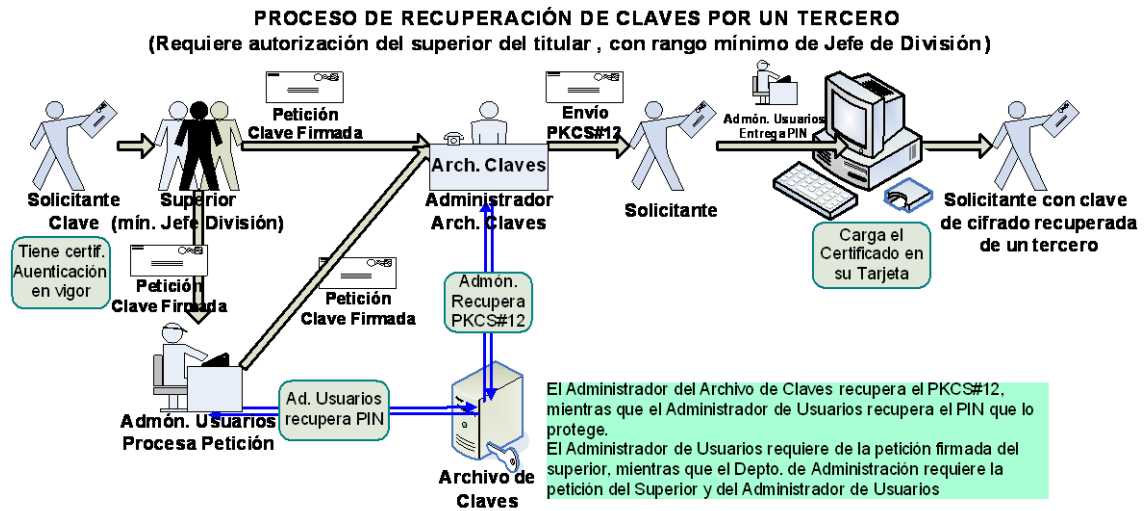 PROCESO DE RECUPERACIÓN DE CLAVES POR UN TERCERO
(Requiere autorización del superior del titular , con rango mínimo de Jefe de División)
Petición
Clave Firmada
Envío
PKCS#12
Admón. Usuarios
Entrega PIN
Arch. Claves
Solicitante
Clave
Superior
(mín. Jefe División)
Administrador
Arch. Claves
Solicitante
Solicitante con clave
de cifrado recuperada
de un tercero
Tiene certif.
Auenticación
en vigor
Petición
Clave Firmada
Petición
Clave Firmada
Admón.
Recupera
PKCS#12
Carga el
Certificado en
su Tarjeta
Admón. Usuarios
Procesa Petición
Ad. Usuarios
recupera PIN
Archivo de
Claves
El Administrador del Archivo de Claves recupera el PKCS#12,
mientras que el Administrador de Usuarios recupera el PIN que lo
protege.
El Administrador de Usuarios requiere de la petición firmada del
superior, mientras que el Depto. de Administración requiere la
petición del Superior y del Administrador de Usuarios